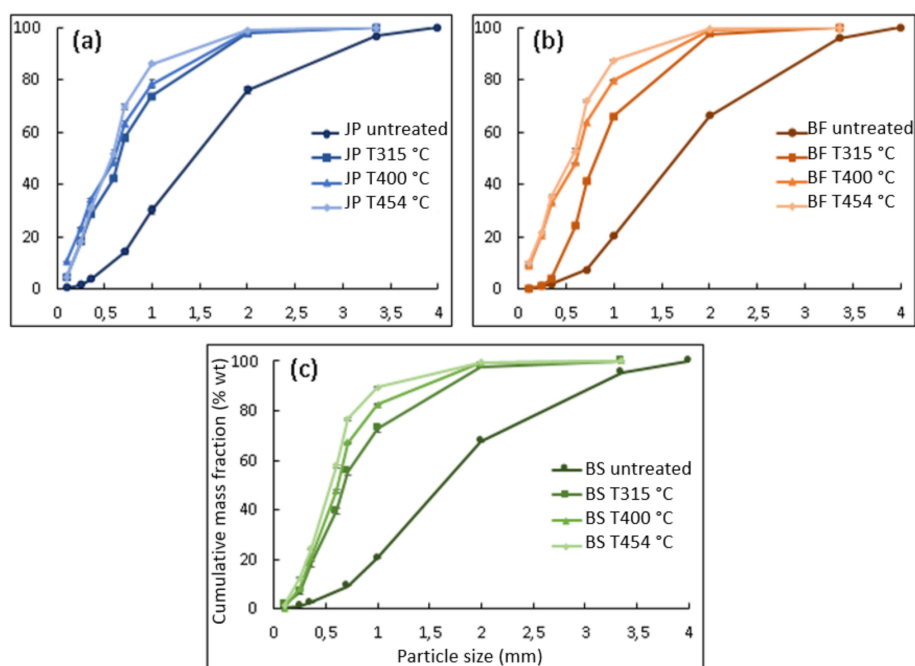 (a)
100
80
60
40
20
0
JP untreated
JP T315 °C
JP T400 °C
JP T454 °C
0 0,5 1 1,5 2 2,5 3 3,5 4
(b)
100
80
60
40
20
0
BF untreated
BF T315 °C
BF T400 °C
BF T454 °C
0 0,5 1 1,5 2 2,5 3 3,5 4
(c)
Cumulative mass fraction (% wt)
100
80
60
40
20
0
BS untreated
BS T315 °C
BS T400 °C
BS T454 °C
0 0,5 1 1,5 2 2,5 3 3,5 4
Particle size (mm)